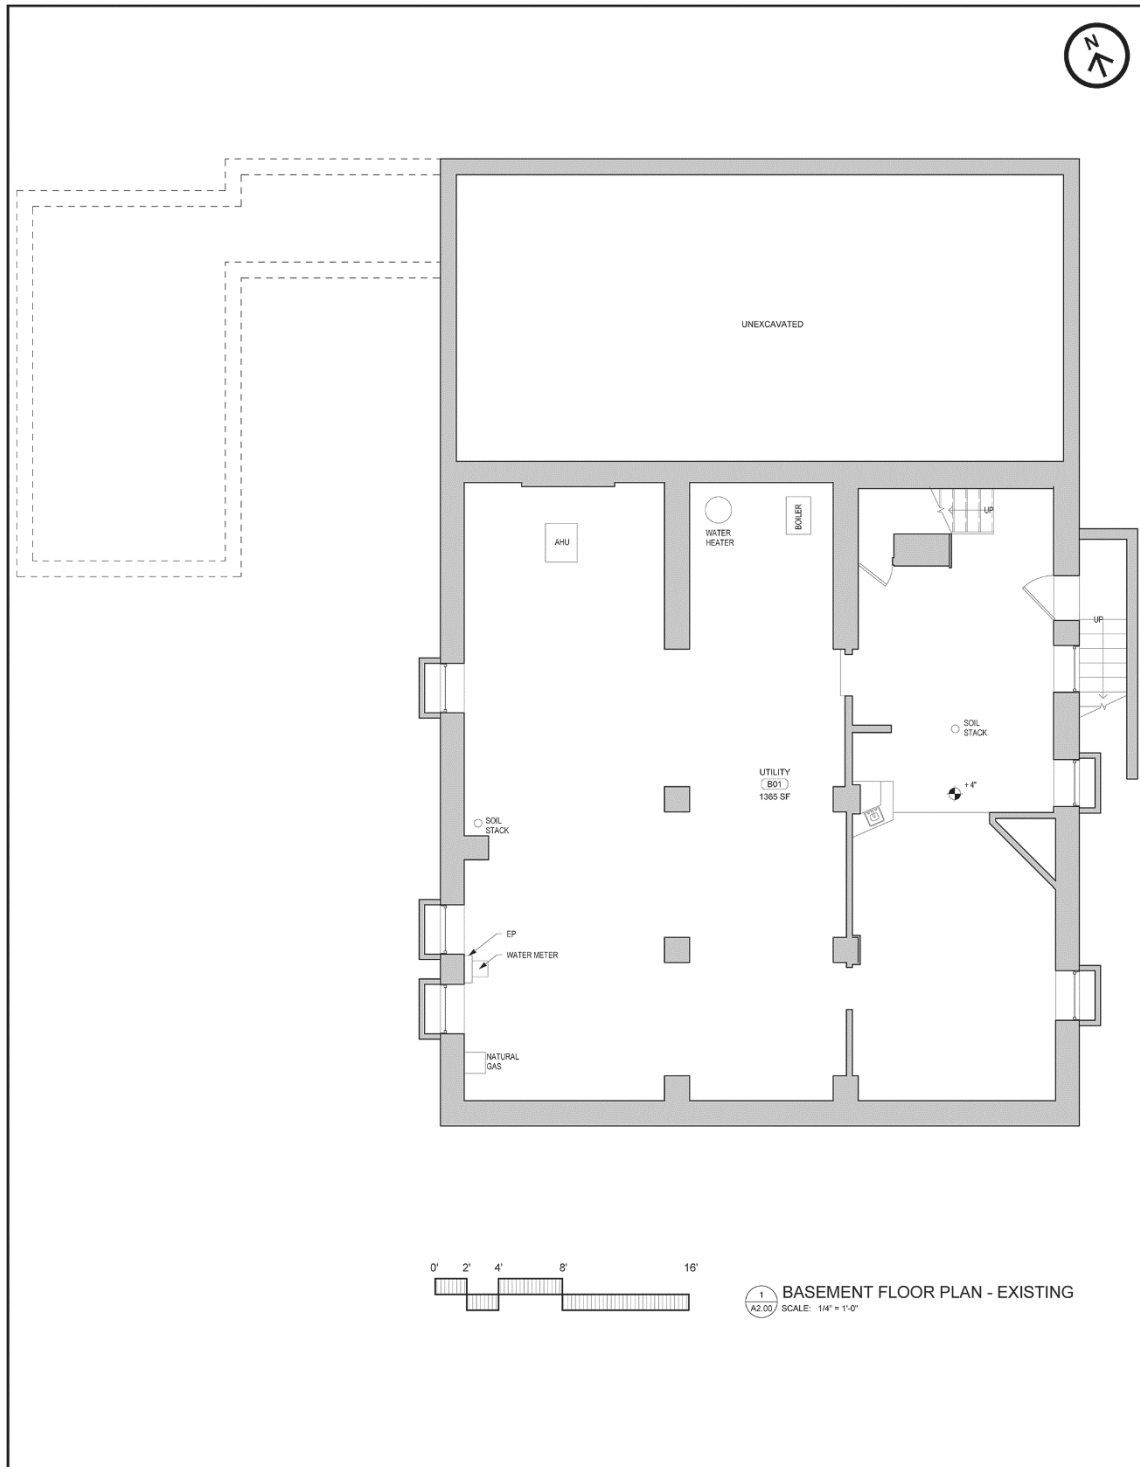 N
UNEXCAVATED
UP
AHU
WATER
HEATER
BOILER
UP
SOIL
STACK
UTILITY
B01
1365 SF
+4"
SOIL
STACK
EP
WATER METER
NATURAL
GAS
0' 2' 4' 8' 16'
1
A2.00
BASEMENT FLOOR PLAN - EXISTING
SCALE: 1/4" = 1'-0"